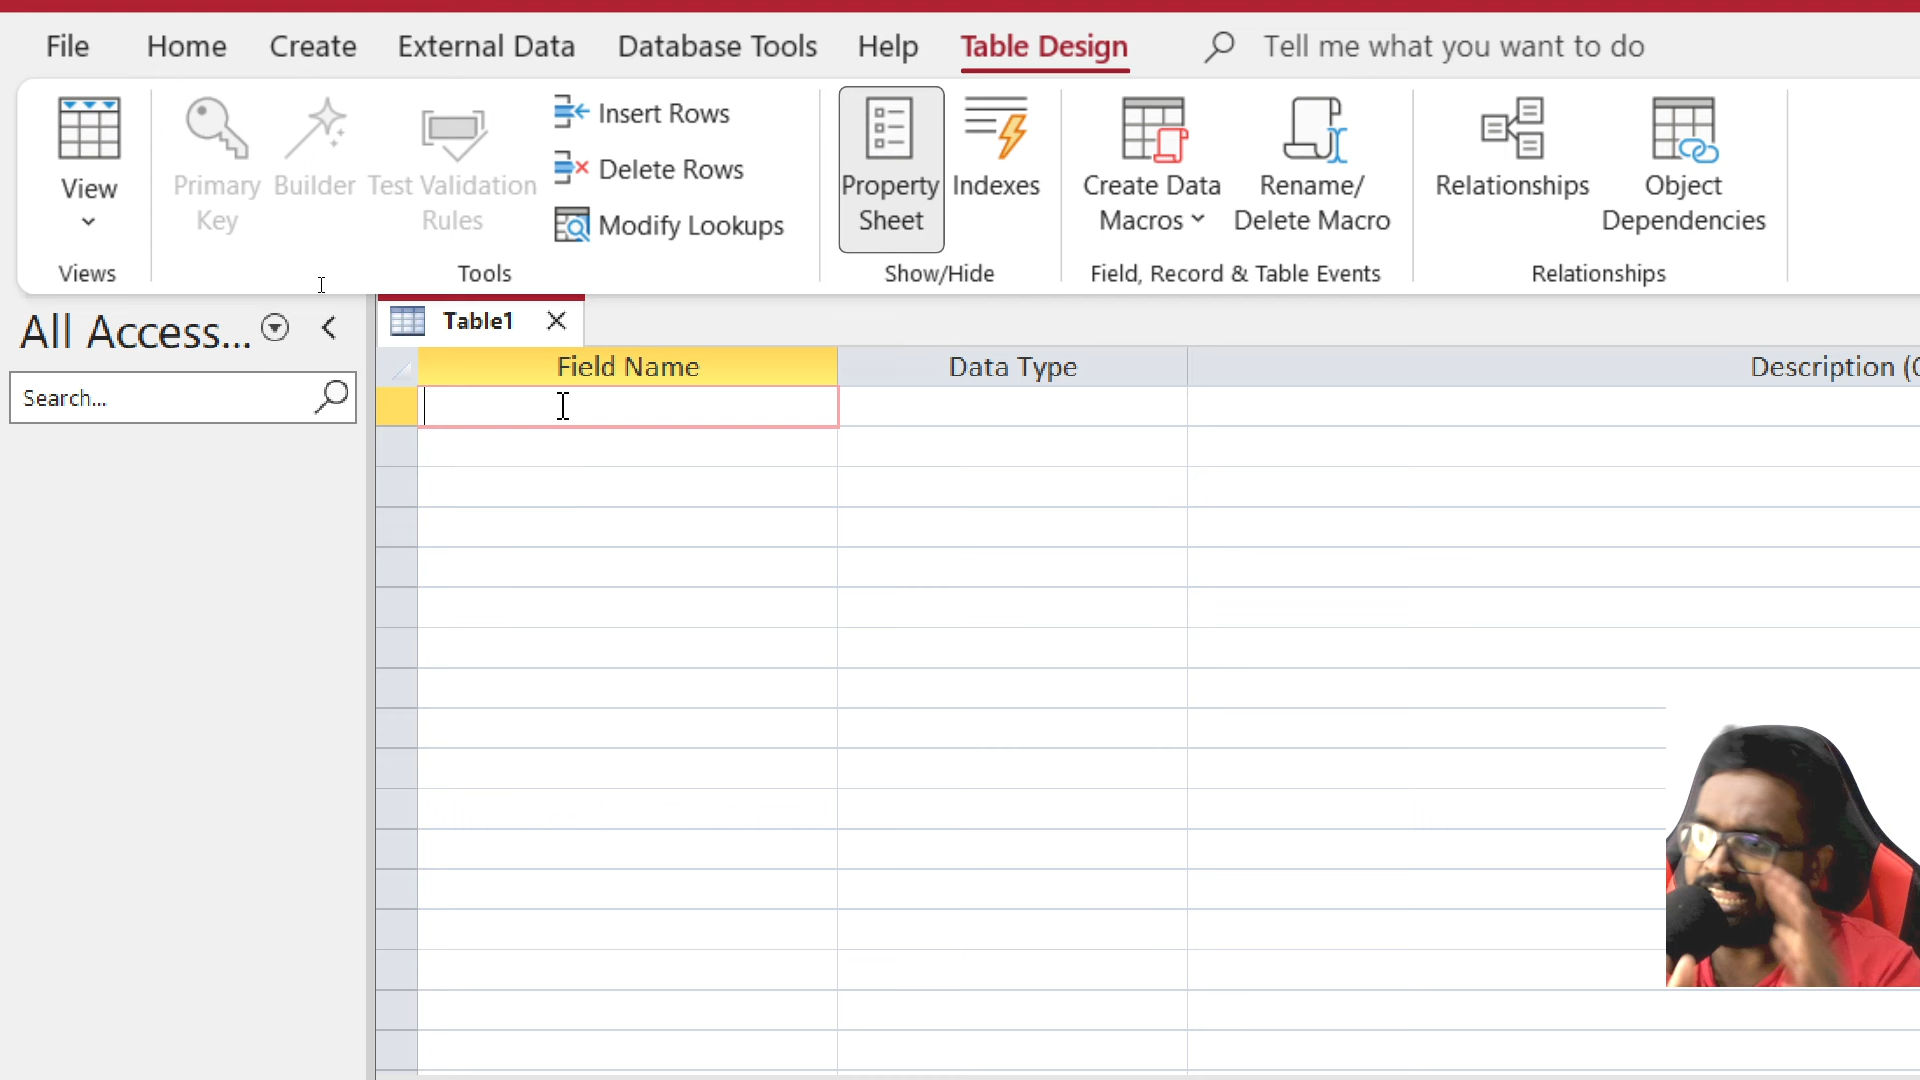 File Home Create External Data Database Tools Help Table Design Tell me what you want to do
View
Views
Primary Key
Builder
Test Validation Rules
Insert Rows
Delete Rows
Modify Lookups
Tools
Property Sheet
Indexes
Show/Hide
Create Data Macros
Rename/ Delete Macro
Field, Record & Table Events
Relationships
Object Dependencies
Relationships
All Access...
Search...
Table1
Field Name Data Type Description (